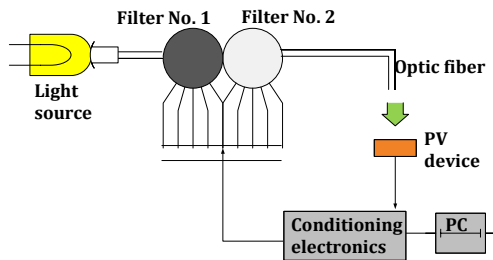 Filter No. 1
Filter No. 2
Light
source
Optic fiber
PV
device
Conditioning
electronics
PC